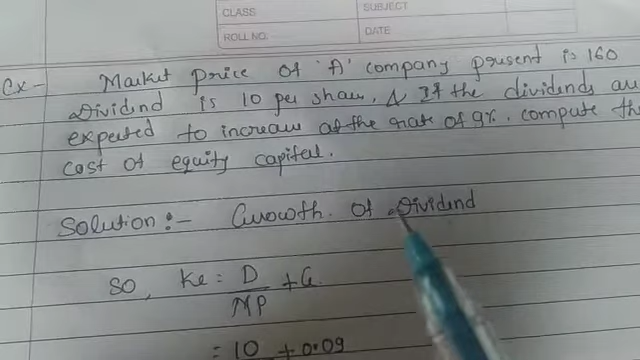 CLASS
SUBJECT
ROLL NO.
DATE
Ex- Market price of 'A' company present is 160
Dividend is 10 per share, & If the dividends are
expected to increase at the rate of 9%. compute the
cost of equity capital.
Solution:- Growth of Dividend
So, Ke = D/MP + G
= 10 + 0.09